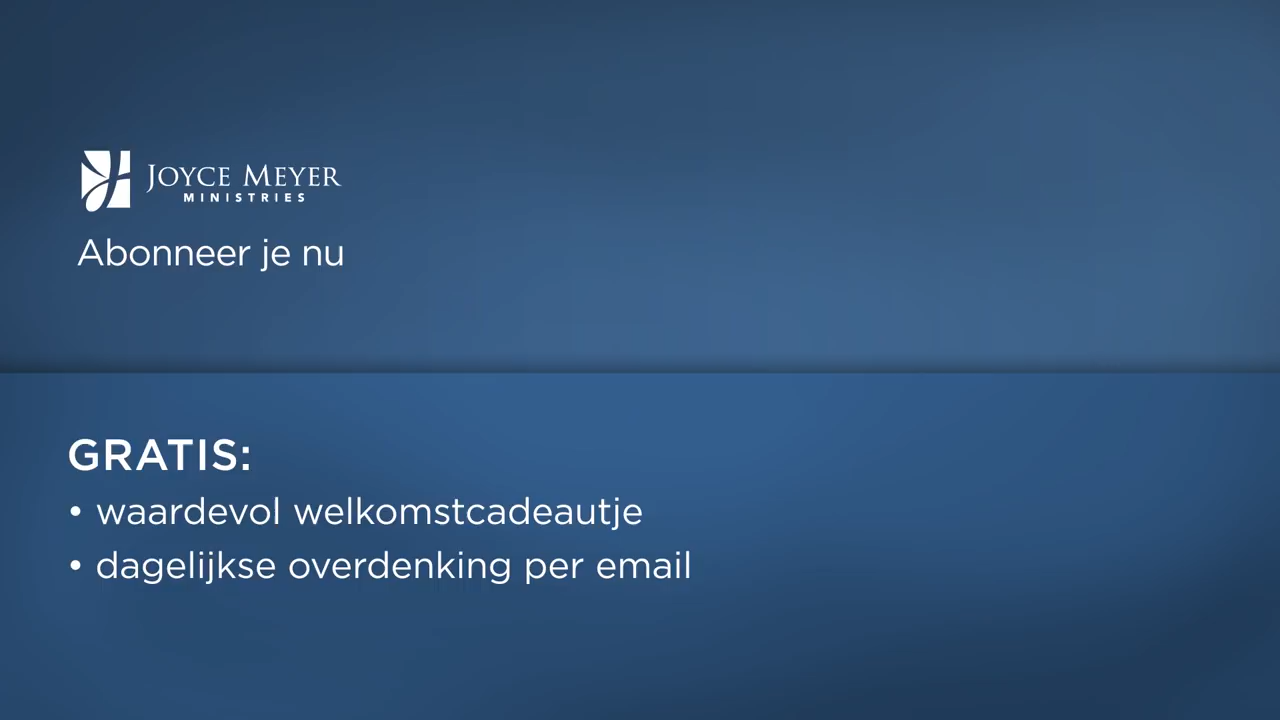 JOYCE MEYER
MINISTRIES
Abonneer je nu
GRATIS:
• waardevol welkomstcadeautje
• dagelijkse overdenking per email